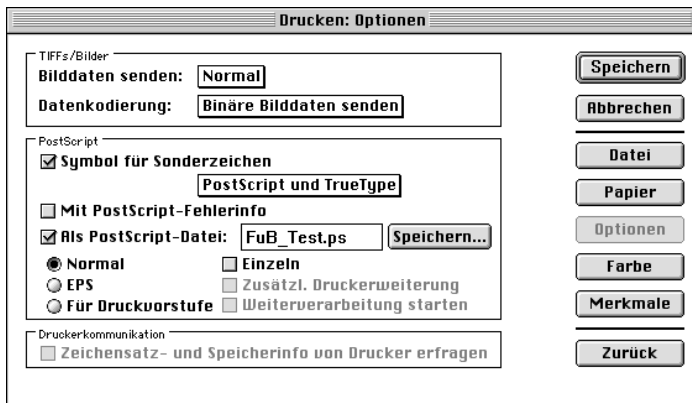 Drucken: Optionen
TIFFs/Bilder
Bilddaten senden: Normal
Datenkodierung: Binäre Bilddaten senden
PostScript
Symbol für Sonderzeichen
PostScript und TrueType
Mit PostScript-Fehlerinfo
Als PostScript-Datei: FuB_Test.ps Speichern...
Normal Einzeln
EPS Zusätzl. Druckerweiterung
Für Druckvorstufe Weiterverarbeitung starten
Druckerkommunikation
Zeichensatz- und Speicherinfo von Drucker erfragen
Speichern
Abbrechen
Datei
Papier
Optionen
Farbe
Merkmale
Zurück